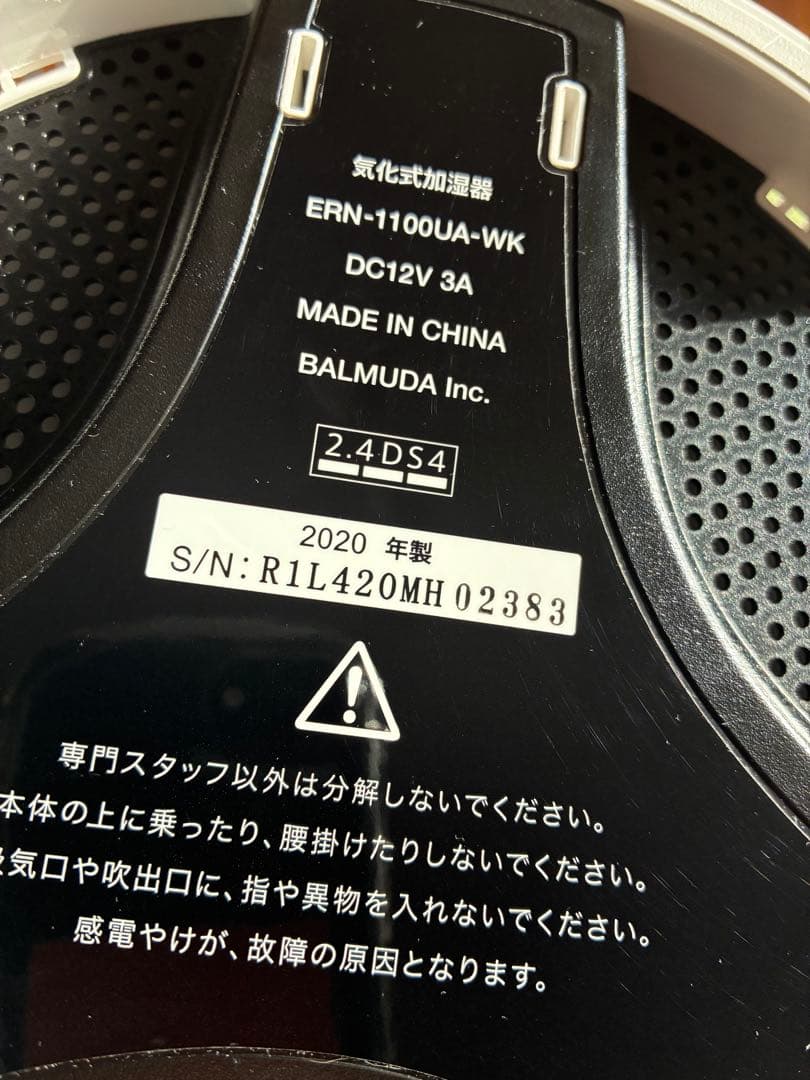 気化式加湿器
ERN-1100UA-WK
DC12V 3A
MADE IN CHINA
BALMUDA Inc.
2.4DS4
2020 年製
S/N: R1L420MH 02383
専門スタッフ以外は分解しないでください。
本体の上に乗ったり、腰掛けたりしないでください。
気口や吹出口に、指や異物を入れないでください。
感電やけが、故障の原因となります。